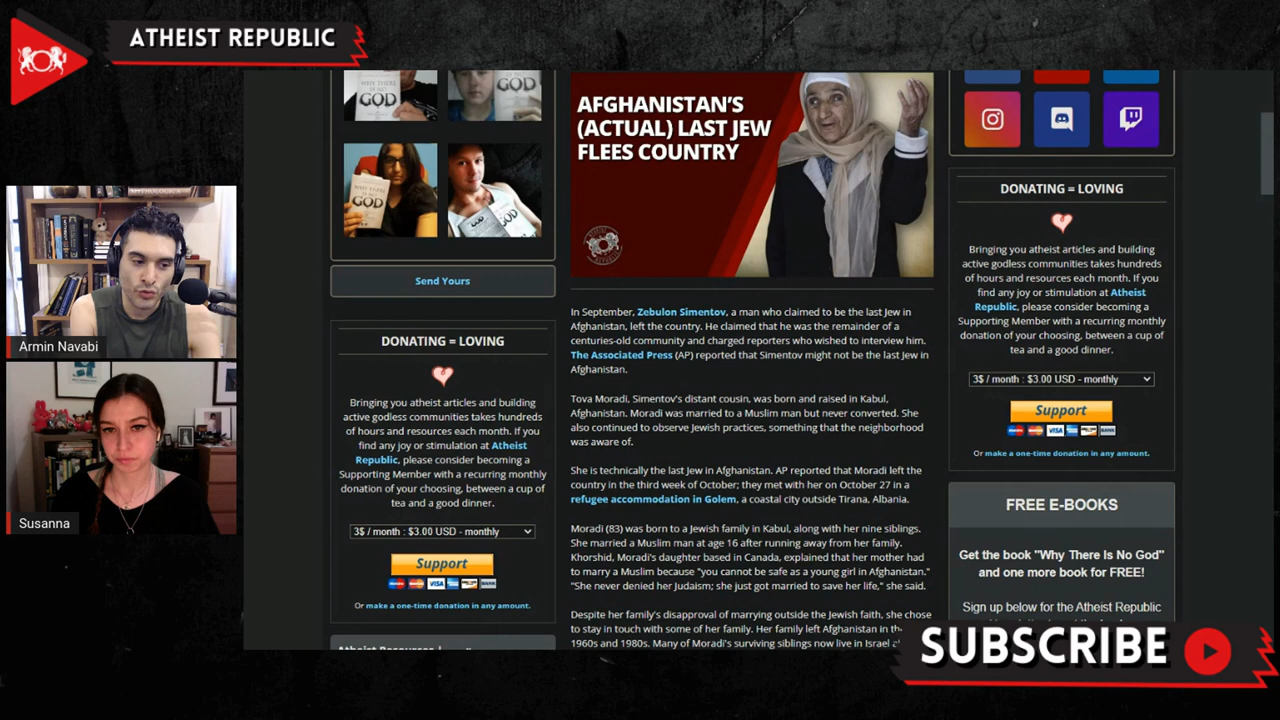 ATHEIST REPUBLIC
Armin Navabi
Susanna
WHY THERE
IS NO
GOD
GOD
WHY THERE
IS NO
GOD
Send Yours
DONATING = LOVING
Bringing you atheist articles and building
active godless communities takes hundreds
of hours and resources each month. If you
find any joy or stimulation at Atheist
Republic, please consider becoming a
Supporting Member with a recurring monthly
donation of your choosing, between a cup of
tea and a good dinner.
3$ / month : $3.00 USD - monthly
Support
VISA
BANK
Or make a one-time donation in any amount.
AFGHANISTAN'S
(ACTUAL) LAST JEW
FLEES COUNTRY
In September, Zebulon Simentov, a man who claimed to be the last Jew in
Afghanistan, left the country. He claimed that he was the remainder of a
centuries-old community and charged reporters who wished to interview him.
The Associated Press (AP) reported that Simentov might not be the last Jew in
Afghanistan.
Tova Moradi, Simentov's distant cousin, was born and raised in Kabul,
Afghanistan. Moradi was married to a Muslim man but never converted. She
also continued to observe Jewish practices, something that the neighborhood
was aware of.
She is technically the last Jew in Afghanistan. AP reported that Moradi left the
country in the third week of October; they met with her on October 27 in a
refugee accommodation in Golem, a coastal city outside Tirana, Albania.
Moradi (83) was born to a Jewish family in Kabul, along with her nine siblings.
She married a Muslim man at age 16 after running away from her family.
Khorshid, Moradi's daughter based in Canada, explained that her mother had
to marry a Muslim because "you cannot be safe as a young girl in Afghanistan."
"She never denied her Judaism; she just got married to save her life," she said.
Despite her family's disapproval of marrying outside the Jewish faith, she chose
to stay in touch with some of her family. Her family left Afghanistan in the
1960s and 1980s. Many of Moradi's surviving siblings now live in Israel
DONATING = LOVING
Bringing you atheist articles and building
active godless communities takes hundreds
of hours and resources each month. If you
find any joy or stimulation at Atheist
Republic, please consider becoming a
Supporting Member with a recurring monthly
donation of your choosing, between a cup of
tea and a good dinner.
3$ / month : $3.00 USD - monthly
Support
VISA
BANK
Or make a one-time donation in any amount.
FREE E-BOOKS
Get the book "Why There Is No God"
and one more book for FREE!
Sign up below for the Atheist Republic
SUBSCRIBE